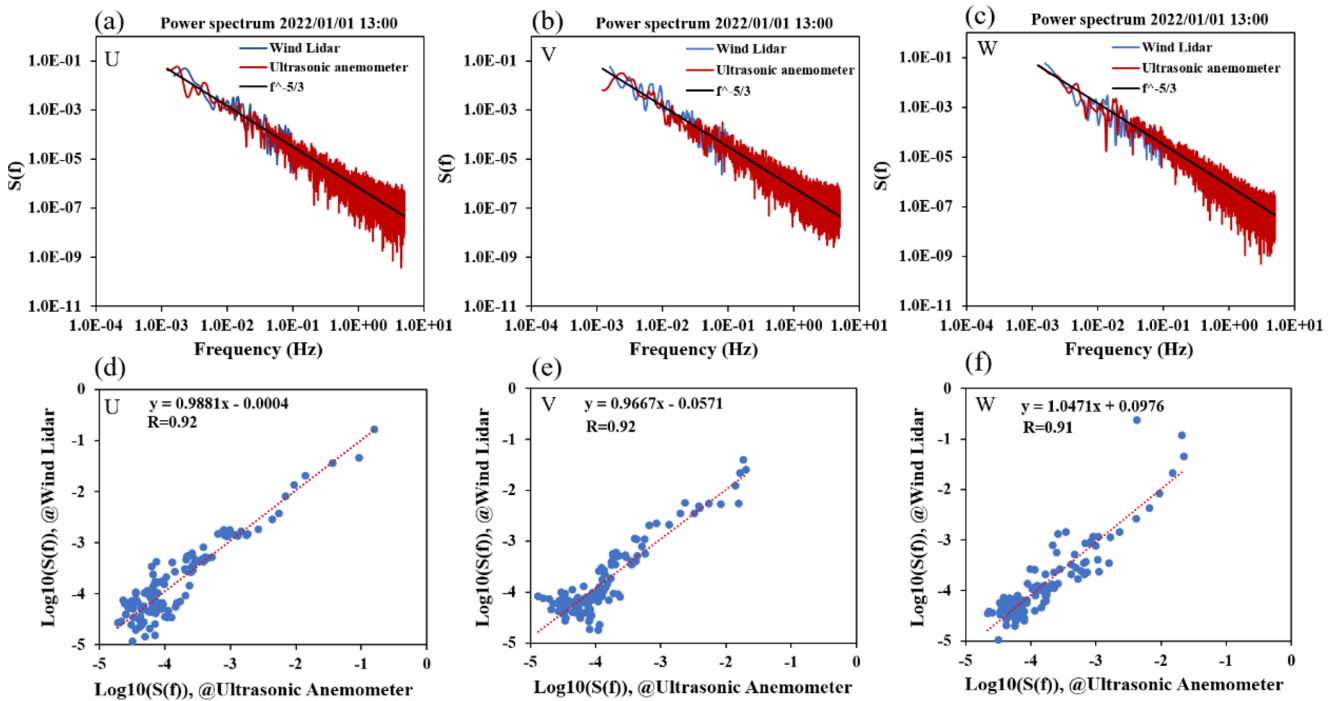 (a)
Power spectrum 2022/01/01 13:00
U
Wind Lidar
Ultrasonic anemometer
f^-5/3
1.0E-01
1.0E-03
1.0E-05
1.0E-07
1.0E-09
1.0E-11
S(f)
1.0E-04 1.0E-03 1.0E-02 1.0E-01 1.0E+00 1.0E+01
Frequency (Hz)
(b)
Power spectrum 2022/01/01 13:00
V
Wind Lidar
Ultrasonic anemometer
f^-5/3
1.0E-01
1.0E-03
1.0E-05
1.0E-07
1.0E-09
1.0E-11
S(f)
1.0E-04 1.0E-03 1.0E-02 1.0E-01 1.0E+00 1.0E+01
Frequency (Hz)
(c)
Power spectrum 2022/01/01 13:00
W
Wind Lidar
Ultrasonic anemometer
f^-5/3
1.0E-01
1.0E-03
1.0E-05
1.0E-07
1.0E-09
1.0E-11
S(f)
1.0E-04 1.0E-03 1.0E-02 1.0E-01 1.0E+00 1.0E+01
Frequency (Hz)
(d)
U
y = 0.9881x - 0.0004
R=0.92
0
-1
-2
-3
-4
-5
Log10(S(f)), @Wind Lidar
-5 -4 -3 -2 -1 0
Log10(S(f)), @Ultrasonic Anemometer
(e)
V
y = 0.9667x - 0.0571
R=0.92
0
-1
-2
-3
-4
-5
Log10(S(f)), @Wind Lidar
-5 -4 -3 -2 -1 0
Log10(S(f)), @Ultrasonic Anemometer
(f)
W
y = 1.0471x + 0.0976
R=0.91
0
-1
-2
-3
-4
-5
Log10(S(f)), @Wind Lidar
-5 -4 -3 -2 -1 0
Log10(S(f)), @Ultrasonic Anemometer